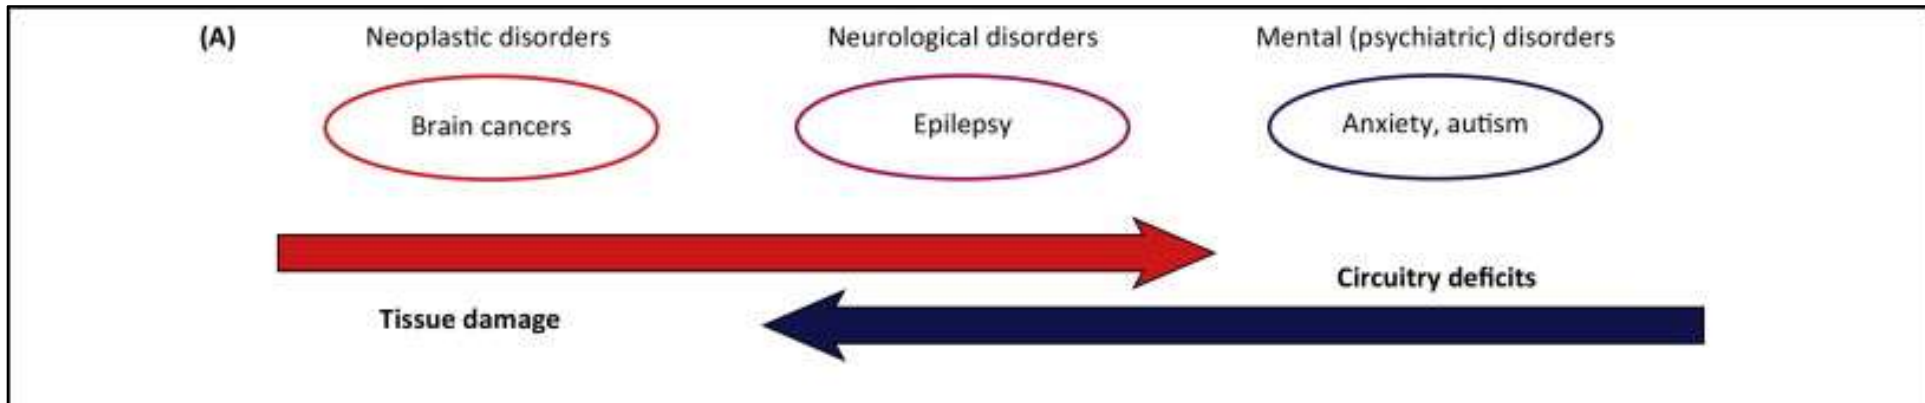 (A) Neoplastic disorders Neurological disorders Mental (psychiatric) disorders
Brain cancers Epilepsy Anxiety, autism
Circuitry deficits
Tissue damage